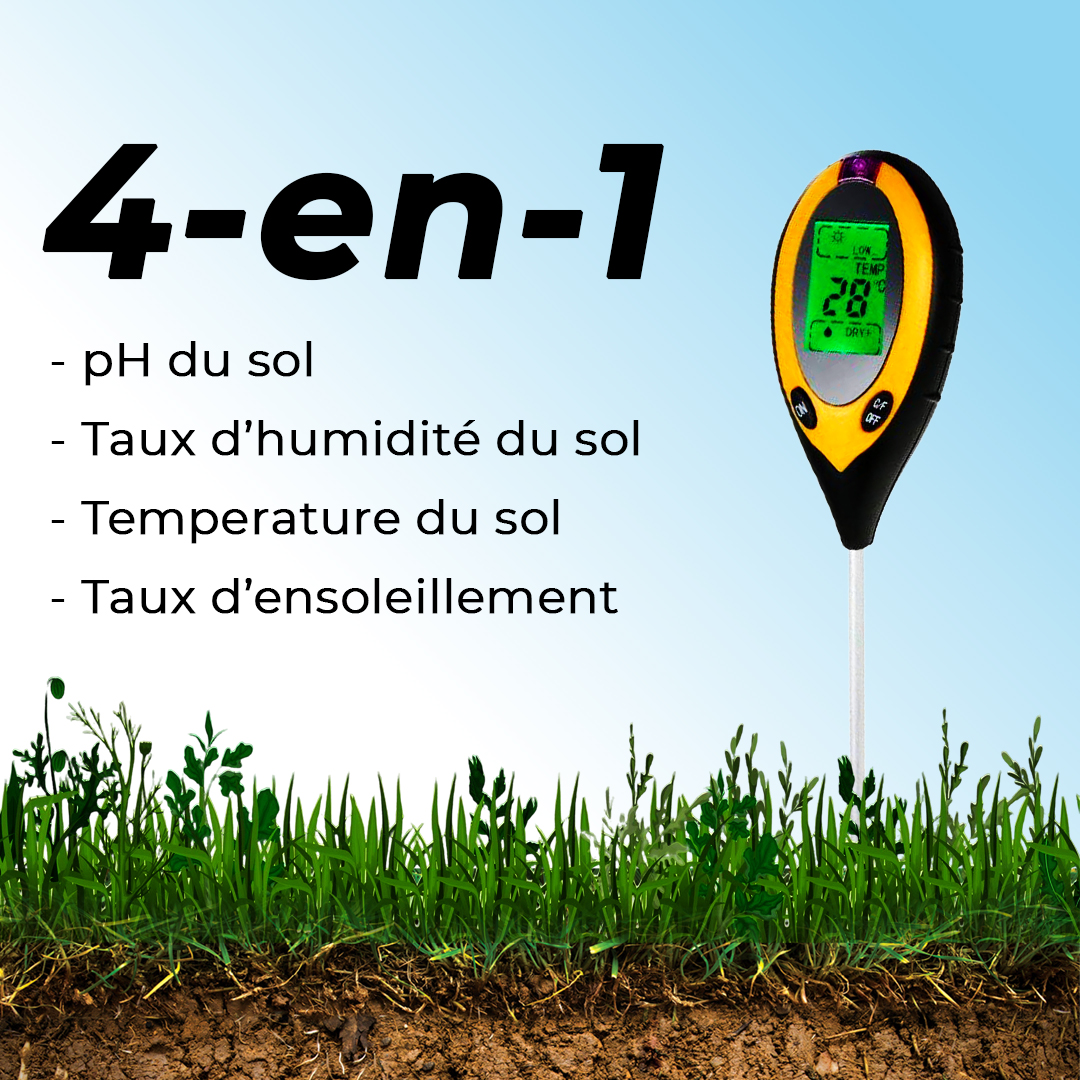 4-en-1
- pH du sol
- Taux d’humidité du sol
- Temperature du sol
- Taux d’ensoleillement
LOW
TEMP
28 °C
DRY+
ON
C/F
OFF